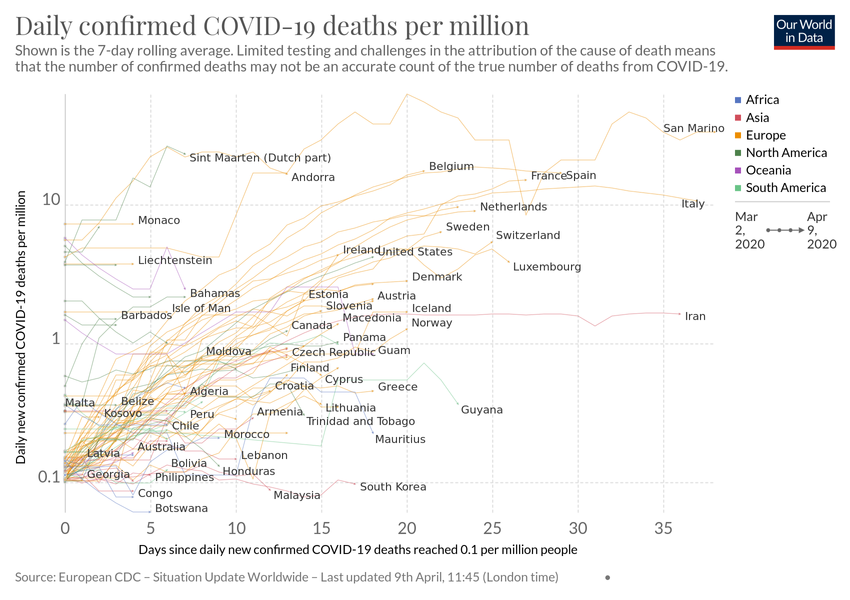 Daily confirmed COVID-19 deaths per million
Shown is the 7-day rolling average. Limited testing and challenges in the attribution of the cause of death means
that the number of confirmed deaths may not be an accurate count of the true number of deaths from COVID-19.
Our World
in Data
Africa
Asia
Europe
North America
Oceania
South America
Mar
2,
2020
Apr
9,
2020
Daily new confirmed COVID-19 deaths per million
10
1
0.1
San Marino
Sint Maarten (Dutch part)
Belgium
Andorra
France
Spain
Italy
Netherlands
Monaco
Sweden
Switzerland
Ireland
United States
Liechtenstein
Luxembourg
Denmark
Bahamas
Estonia
Austria
Isle of Man
Slovenia
Iceland
Barbados
Macedonia
Iran
Canada
Norway
Panama
Moldova
Czech Republic
Guam
Finland
Cyprus
Croatia
Greece
Algeria
Malta
Belize
Kosovo
Peru
Armenia
Lithuania
Guyana
Chile
Trinidad and Tobago
Morocco
Mauritius
Australia
Latvia
Lebanon
Bolivia
Georgia
Philippines
Honduras
South Korea
Congo
Malaysia
Botswana
0
5
10
15
20
25
30
35
Days since daily new confirmed COVID-19 deaths reached 0.1 per million people
Source: European CDC – Situation Update Worldwide – Last updated 9th April, 11:45 (London time)